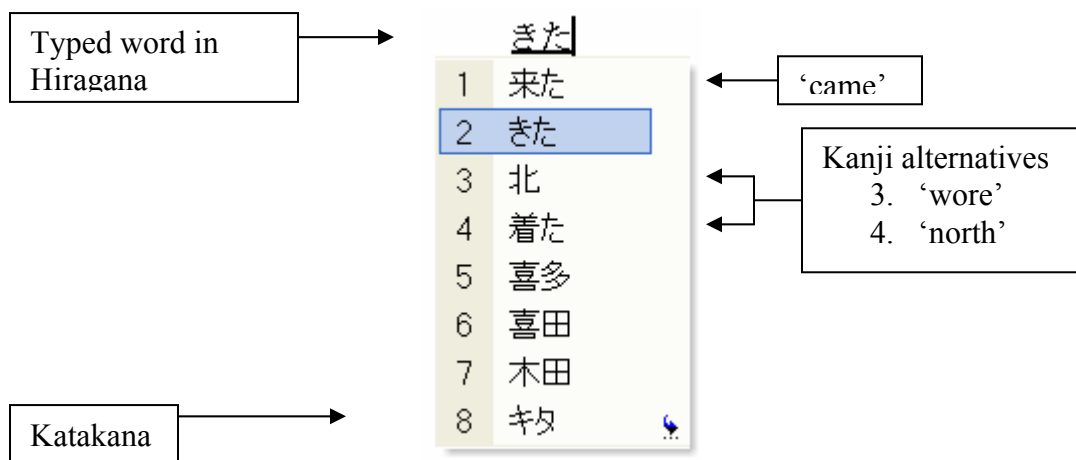 Typed word in
Hiragana
きた
1 来た
‘came’
2 きた
3 北
4 着た
Kanji alternatives
3. ‘wore’
4. ‘north’
5 喜多
6 喜田
7 木田
8 キタ
Katakana